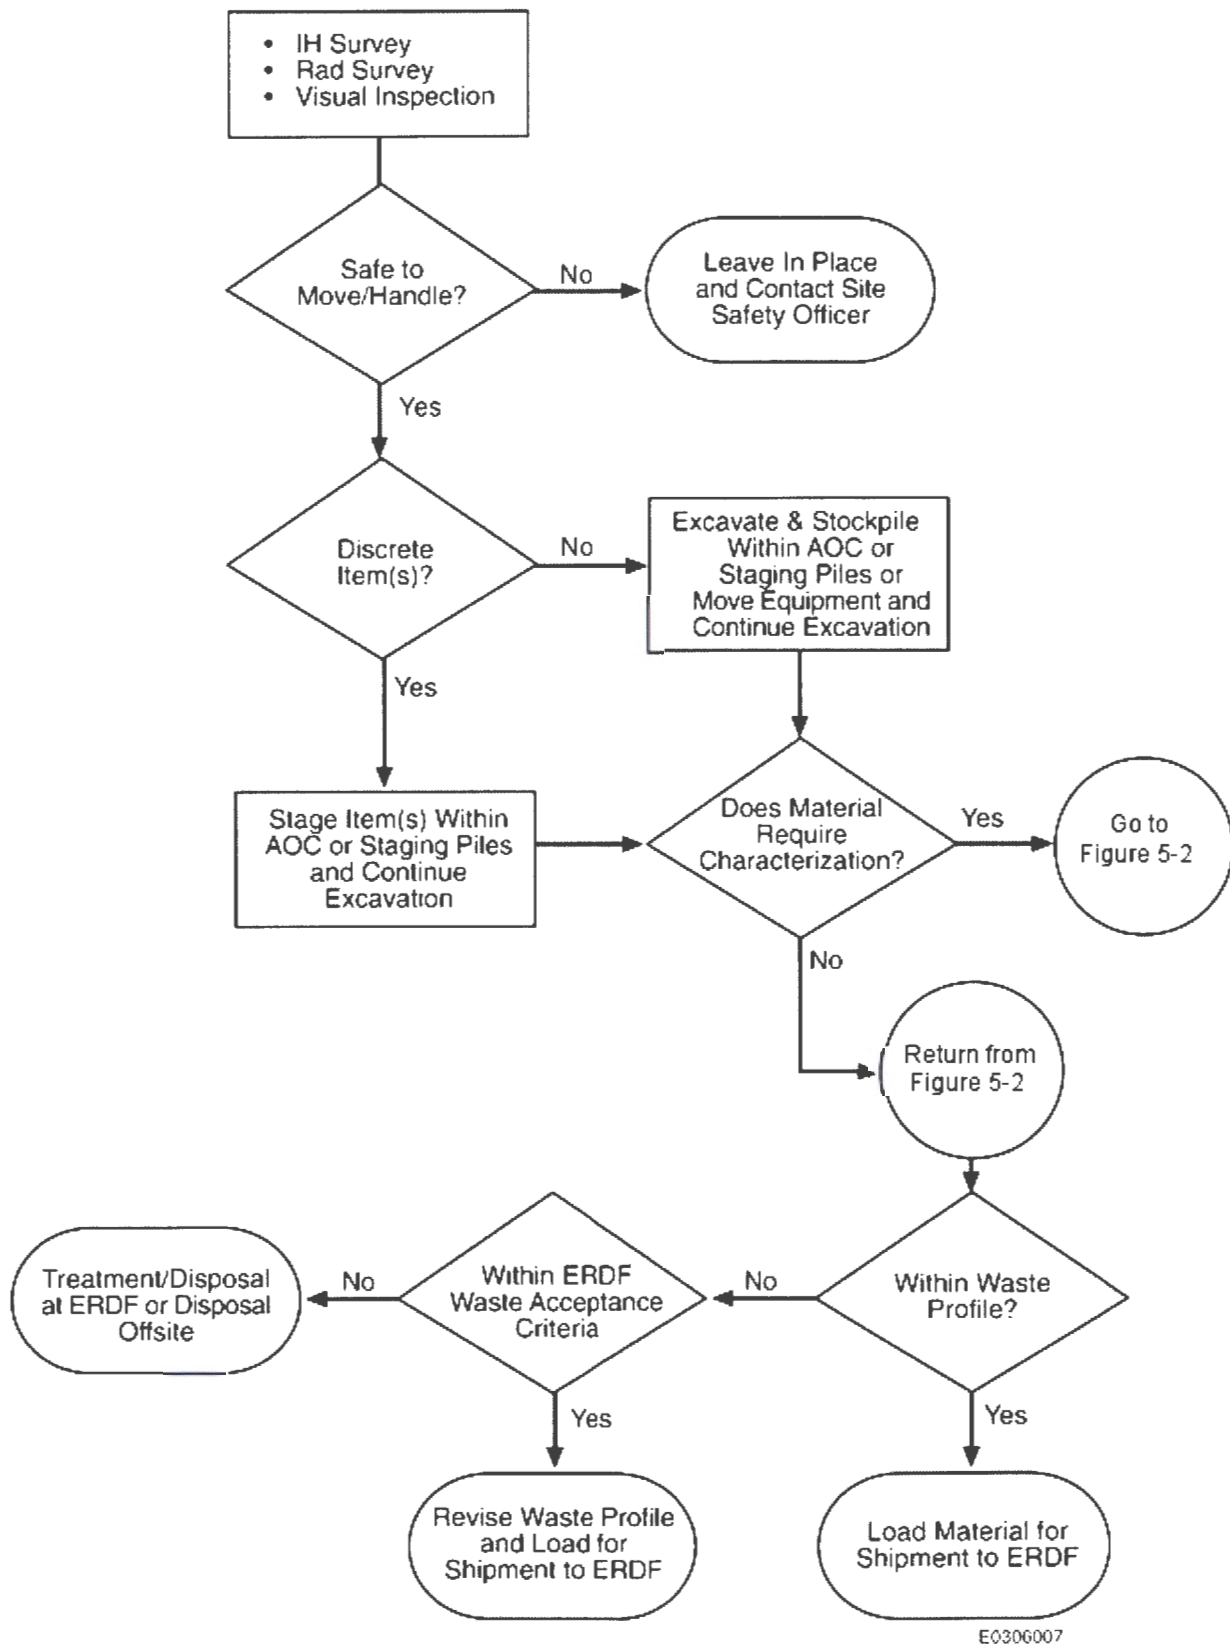 • IH Survey
• Rad Survey
• Visual Inspection
Safe to
Move/Handle?
No
Leave In Place
and Contact Site
Safety Officer
Yes
Discrete
Item(s)?
No
Excavate & Stockpile
Within AOC or
Staging Piles or
Move Equipment and
Continue Excavation
Yes
Stage Item(s) Within
AOC or Staging Piles
and Continue
Excavation
Does Material
Require
Characterization?
Yes
Go to
Figure 5-2
No
Return from
Figure 5-2
Within Waste
Profile?
No
Within ERDF
Waste Acceptance
Criteria
No
Treatment/Disposal
at ERDF or Disposal
Offsite
Yes
Revise Waste Profile
and Load for
Shipment to ERDF
Yes
Load Material for
Shipment to ERDF
E0306007